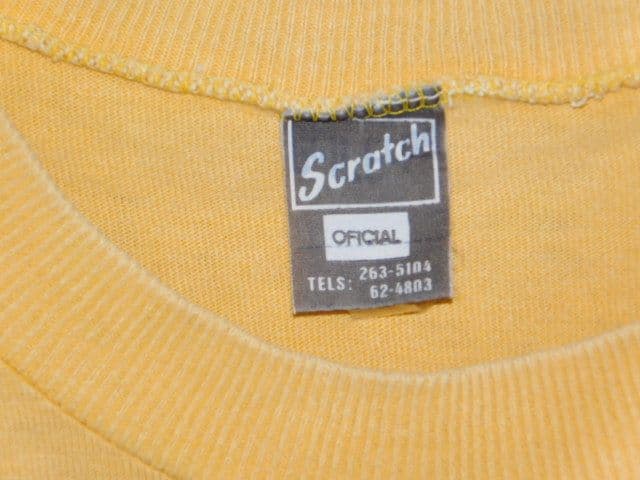 Scratch
OFICIAL
TELS: 263-5104
62-4803